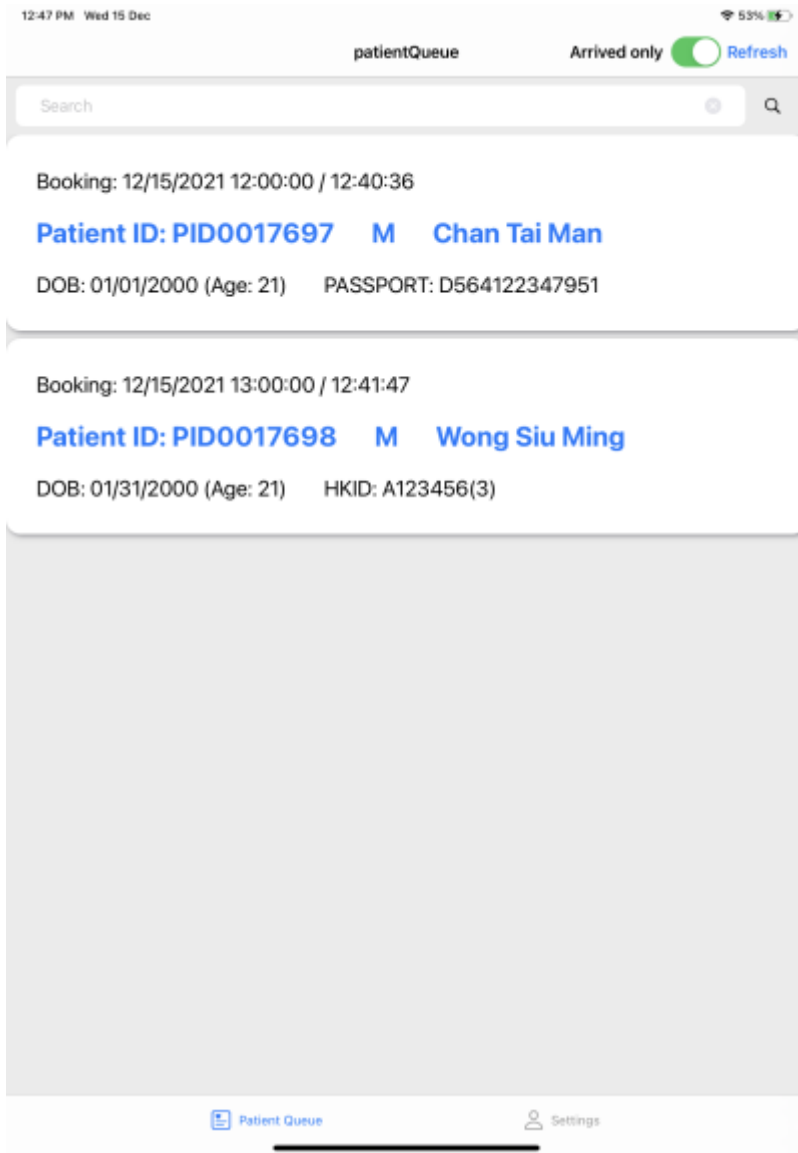 12:47 PM Wed 15 Dec 53%
patientQueue Arrived only Refresh
Search
Booking: 12/15/2021 12:00:00 / 12:40:36
Patient ID: PID0017697 M Chan Tai Man
DOB: 01/01/2000 (Age: 21) PASSPORT: D564122347951
Booking: 12/15/2021 13:00:00 / 12:41:47
Patient ID: PID0017698 M Wong Siu Ming
DOB: 01/31/2000 (Age: 21) HKID: A123456(3)
Patient Queue Settings